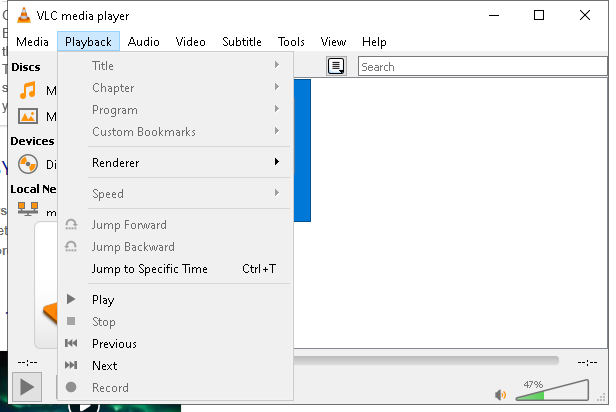 VLC media player
Media Playback Audio Video Subtitle Tools View Help
Discs
Title
Search
Chapter
Program
Custom Bookmarks
Devices
Renderer
Local Ne
Speed
Jump Forward
Jump Backward
Jump to Specific Time Ctrl+T
Play
Stop
Previous
--:-- --:--
Next
Record
47%